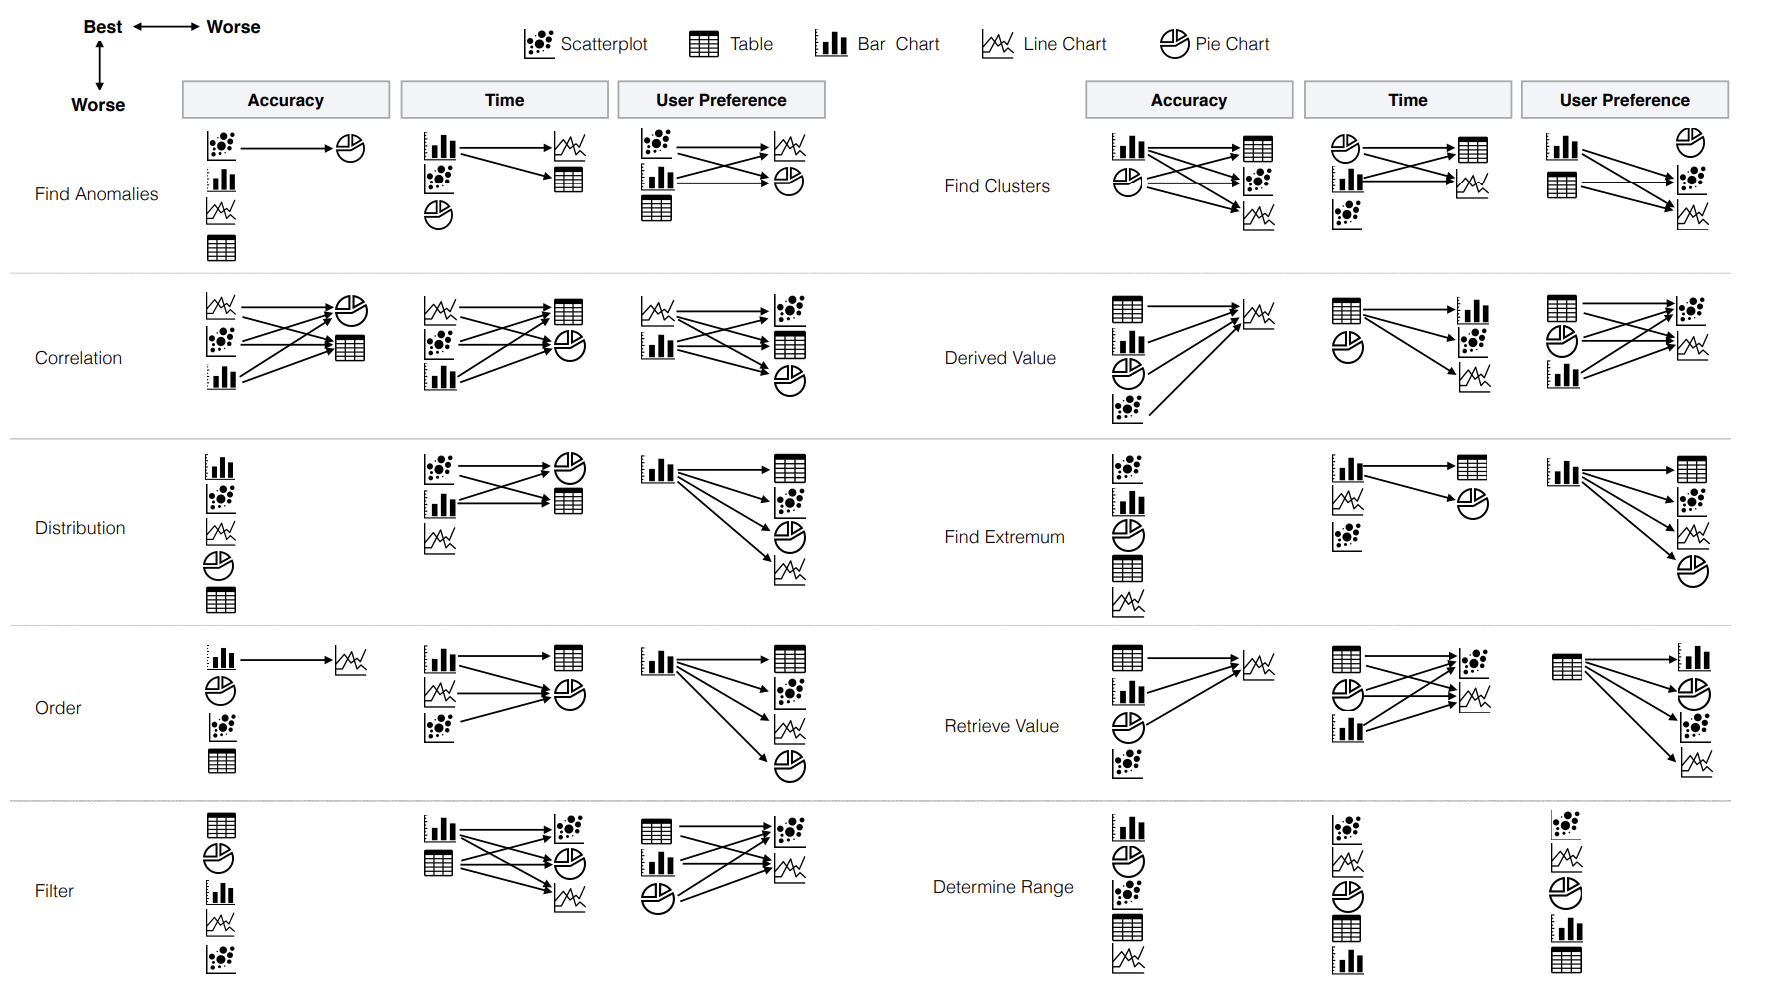 Best Worse
Worse
Scatterplot Table Bar Chart Line Chart Pie Chart
Accuracy Time User Preference Accuracy Time User Preference
Find Anomalies Find Clusters
Correlation Derived Value
Distribution Find Extremum
Order Retrieve Value
Filter Determine Range